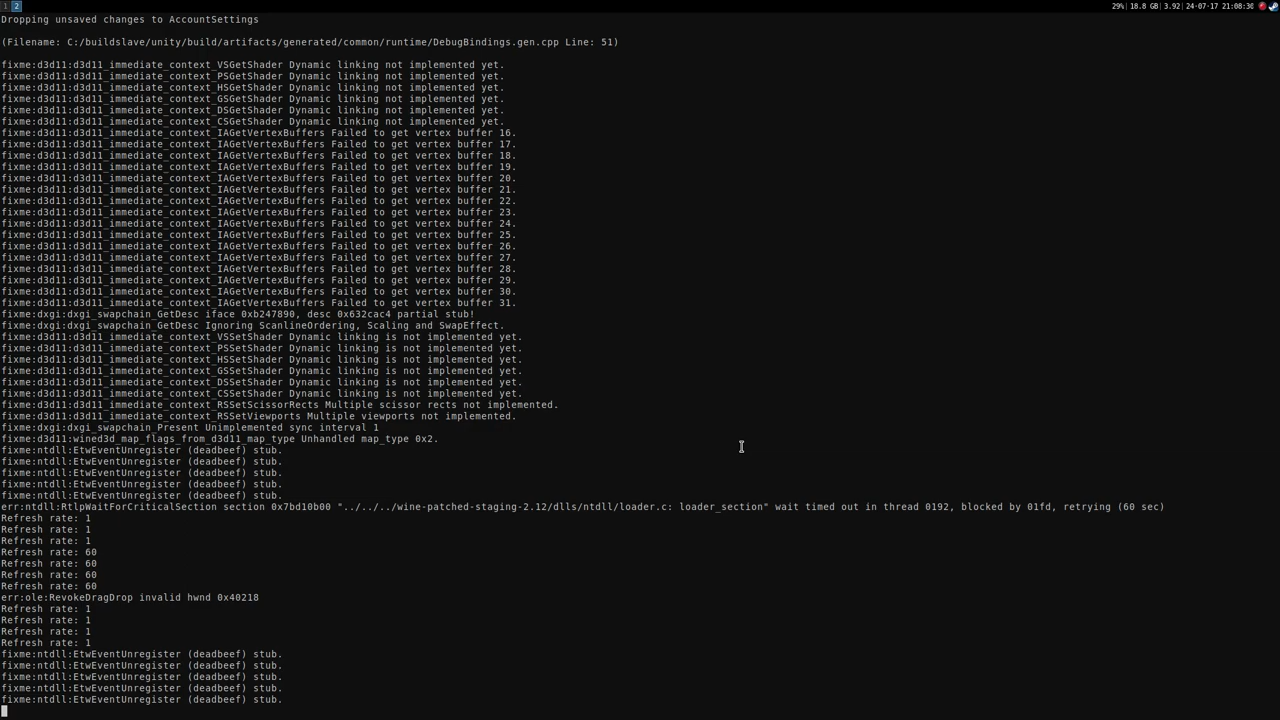 1 2 29%|18.8 GB|3.92|24-07-17 21:08:30
Dropping unsaved changes to AccountSettings
(Filename: C:/buildslave/unity/build/artifacts/generated/common/runtime/DebugBindings.gen.cpp Line: 51)
fixme:d3d11:d3d11_immediate_context_VSGetShader Dynamic linking not implemented yet.
fixme:d3d11:d3d11_immediate_context_PSGetShader Dynamic linking not implemented yet.
fixme:d3d11:d3d11_immediate_context_HSGetShader Dynamic linking not implemented yet.
fixme:d3d11:d3d11_immediate_context_GSGetShader Dynamic linking not implemented yet.
fixme:d3d11:d3d11_immediate_context_DSGetShader Dynamic linking not implemented yet.
fixme:d3d11:d3d11_immediate_context_CSGetShader Dynamic linking not implemented yet.
fixme:d3d11:d3d11_immediate_context_IAGetVertexBuffers Failed to get vertex buffer 16.
fixme:d3d11:d3d11_immediate_context_IAGetVertexBuffers Failed to get vertex buffer 17.
fixme:d3d11:d3d11_immediate_context_IAGetVertexBuffers Failed to get vertex buffer 18.
fixme:d3d11:d3d11_immediate_context_IAGetVertexBuffers Failed to get vertex buffer 19.
fixme:d3d11:d3d11_immediate_context_IAGetVertexBuffers Failed to get vertex buffer 20.
fixme:d3d11:d3d11_immediate_context_IAGetVertexBuffers Failed to get vertex buffer 21.
fixme:d3d11:d3d11_immediate_context_IAGetVertexBuffers Failed to get vertex buffer 22.
fixme:d3d11:d3d11_immediate_context_IAGetVertexBuffers Failed to get vertex buffer 23.
fixme:d3d11:d3d11_immediate_context_IAGetVertexBuffers Failed to get vertex buffer 24.
fixme:d3d11:d3d11_immediate_context_IAGetVertexBuffers Failed to get vertex buffer 25.
fixme:d3d11:d3d11_immediate_context_IAGetVertexBuffers Failed to get vertex buffer 26.
fixme:d3d11:d3d11_immediate_context_IAGetVertexBuffers Failed to get vertex buffer 27.
fixme:d3d11:d3d11_immediate_context_IAGetVertexBuffers Failed to get vertex buffer 28.
fixme:d3d11:d3d11_immediate_context_IAGetVertexBuffers Failed to get vertex buffer 29.
fixme:d3d11:d3d11_immediate_context_IAGetVertexBuffers Failed to get vertex buffer 30.
fixme:d3d11:d3d11_immediate_context_IAGetVertexBuffers Failed to get vertex buffer 31.
fixme:dxgi:dxgi_swapchain_GetDesc iface 0xb247890, desc 0x632cac4 partial stub!
fixme:dxgi:dxgi_swapchain_GetDesc Ignoring ScanlineOrdering, Scaling and SwapEffect.
fixme:d3d11:d3d11_immediate_context_VSSetShader Dynamic linking is not implemented yet.
fixme:d3d11:d3d11_immediate_context_PSSetShader Dynamic linking is not implemented yet.
fixme:d3d11:d3d11_immediate_context_HSSetShader Dynamic linking is not implemented yet.
fixme:d3d11:d3d11_immediate_context_GSSetShader Dynamic linking is not implemented yet.
fixme:d3d11:d3d11_immediate_context_DSSetShader Dynamic linking is not implemented yet.
fixme:d3d11:d3d11_immediate_context_CSSetShader Dynamic linking is not implemented yet.
fixme:d3d11:d3d11_immediate_context_RSSetScissorRects Multiple scissor rects not implemented.
fixme:d3d11:d3d11_immediate_context_RSSetViewports Multiple viewports not implemented.
fixme:dxgi:dxgi_swapchain_Present Unimplemented sync interval 1
fixme:d3d11:wined3d_map_flags_from_d3d11_map_type Unhandled map_type 0x2.
fixme:ntdll:EtwEventUnregister (deadbeef) stub.
fixme:ntdll:EtwEventUnregister (deadbeef) stub.
fixme:ntdll:EtwEventUnregister (deadbeef) stub.
fixme:ntdll:EtwEventUnregister (deadbeef) stub.
fixme:ntdll:EtwEventUnregister (deadbeef) stub.
err:ntdll:RtlpWaitForCriticalSection section 0x7bd10b00 "../../../wine-patched-staging-2.12/dlls/ntdll/loader.c: loader_section" wait timed out in thread 0192, blocked by 01fd, retrying (60 sec)
Refresh rate: 1
Refresh rate: 1
Refresh rate: 1
Refresh rate: 60
Refresh rate: 60
Refresh rate: 60
Refresh rate: 60
err:ole:RevokeDragDrop invalid hwnd 0x40218
Refresh rate: 1
Refresh rate: 1
Refresh rate: 1
Refresh rate: 1
fixme:ntdll:EtwEventUnregister (deadbeef) stub.
fixme:ntdll:EtwEventUnregister (deadbeef) stub.
fixme:ntdll:EtwEventUnregister (deadbeef) stub.
fixme:ntdll:EtwEventUnregister (deadbeef) stub.
fixme:ntdll:EtwEventUnregister (deadbeef) stub.